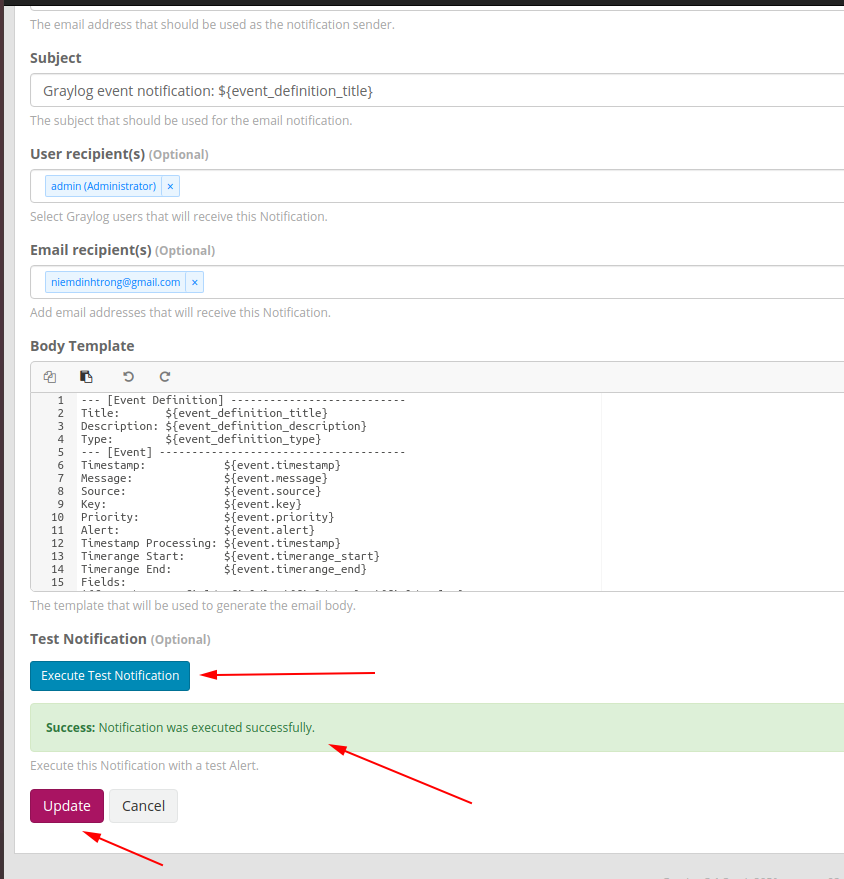 The email address that should be used as the notification sender.
Subject
Graylog event notification: ${event_definition_title}
The subject that should be used for the email notification.
User recipient(s) (Optional)
admin (Administrator) ×
Select Graylog users that will receive this Notification.
Email recipient(s) (Optional)
niemdinhtrong@gmail.com ×
Add email addresses that will receive this Notification.
Body Template
1 --- [Event Definition] ---------------------------
2 Title:       ${event_definition_title}
3 Description: ${event_definition_description}
4 Type:        ${event_definition_type}
5 --- [Event] --------------------------------------
6 Timestamp:            ${event.timestamp}
7 Message:              ${event.message}
8 Source:               ${event.source}
9 Key:                  ${event.key}
10 Priority:             ${event.priority}
11 Alert:                ${event.alert}
12 Timestamp Processing: ${event.timestamp}
13 Timerange Start:      ${event.timerange_start}
14 Timerange End:        ${event.timerange_end}
15 Fields:
The template that will be used to generate the email body.
Test Notification (Optional)
Execute Test Notification
Success: Notification was executed successfully.
Execute this Notification with a test Alert.
Update Cancel